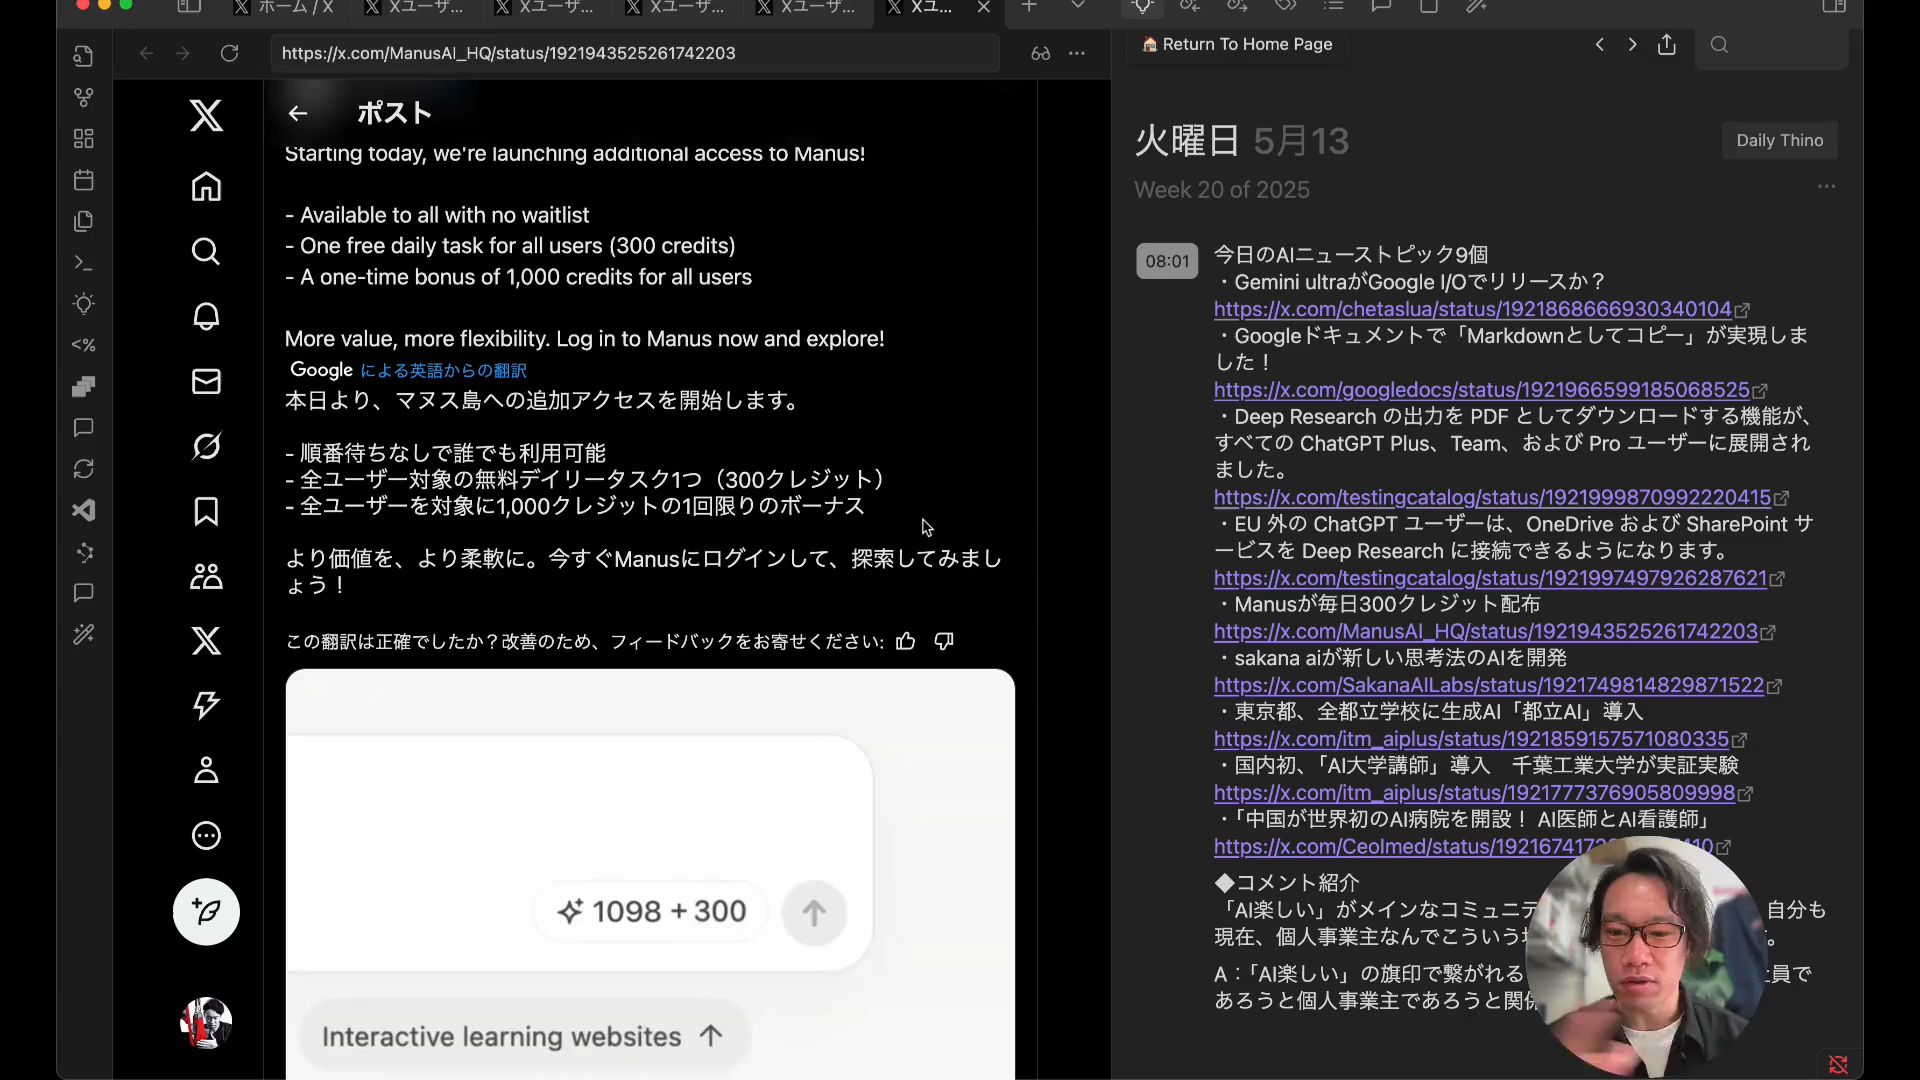 ホーム / X
Xユーザ…
Xユーザ…
Xユーザ…
Xユーザ…
Xユ…
https://x.com/ManusAI_HQ/status/1921943525261742203
ポスト
Starting today, we're launching additional access to Manus!
- Available to all with no waitlist
- One free daily task for all users (300 credits)
- A one-time bonus of 1,000 credits for all users
More value, more flexibility. Log in to Manus now and explore!
Google による英語からの翻訳
本日より、マヌス島への追加アクセスを開始します。
- 順番待ちなしで誰でも利用可能
- 全ユーザー対象の無料デイリータスク1つ（300クレジット）
- 全ユーザーを対象に1,000クレジットの1回限りのボーナス
より価値を、より柔軟に。今すぐManusにログインして、探索してみまし
ょう！
この翻訳は正確でしたか？改善のため、フィードバックをお寄せください:
1098 + 300
Interactive learning websites
Return To Home Page
火曜日 5月13
Daily Thino
Week 20 of 2025
08:01
今日のAIニューストピック9個
・Gemini ultraがGoogle I/Oでリリースか？
https://x.com/chetaslua/status/1921868666930340104
・Googleドキュメントで「Markdownとしてコピー」が実現しま
した！
https://x.com/googledocs/status/1921966599185068525
・Deep Research の出力を PDF としてダウンロードする機能が、
すべての ChatGPT Plus、Team、および Pro ユーザーに展開され
ました。
https://x.com/testingcatalog/status/1921999870992220415
・EU 外の ChatGPT ユーザーは、OneDrive および SharePoint サ
ービスを Deep Research に接続できるようになります。
https://x.com/testingcatalog/status/1921997497926287621
・Manusが毎日300クレジット配布
https://x.com/ManusAI_HQ/status/1921943525261742203
・sakana aiが新しい思考法のAIを開発
https://x.com/SakanaAILabs/status/1921749814829871522
・東京都、全都立学校に生成AI「都立AI」導入
https://x.com/itm_aiplus/status/1921859157571080335
・国内初、「AI大学講師」導入　千葉工業大学が実証実験
https://x.com/itm_aiplus/status/1921777376905809998
・「中国が世界初のAI病院を開設！ AI医師とAI看護師」
https://x.com/Ceolmed/status/19216741
◆コメント紹介
「AI楽しい」がメインなコミュニテ 自分も
現在、個人事業主なんでこういう
A：「AI楽しい」の旗印で繋がれる 員で
あろうと個人事業主であろうと関係